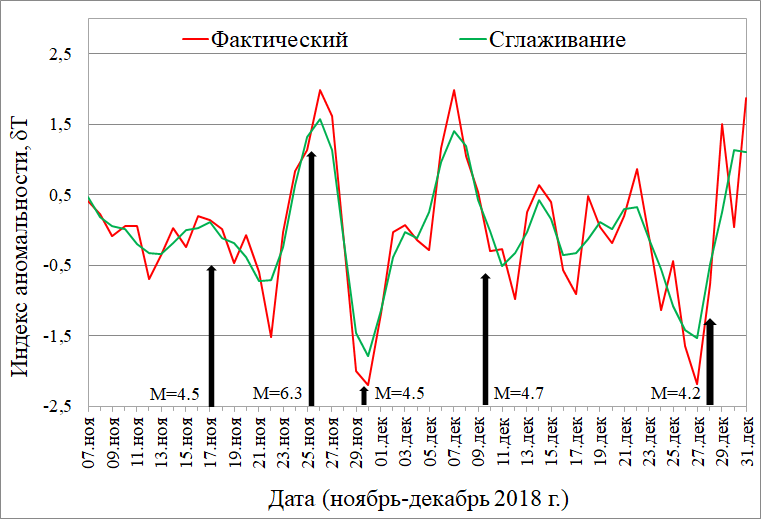 Фактический
Сглаживание
Индекс аномальности, δТ
2,5
1,5
0,5
-0,5
-1,5
-2,5
М=4.5
М=6.3
М=4.5
М=4.7
М=4.2
07.ноя
09.ноя
11.ноя
13.ноя
15.ноя
17.ноя
19.ноя
21.ноя
23.ноя
25.ноя
27.ноя
29.ноя
01.дек
03.дек
05.дек
07.дек
09.дек
11.дек
13.дек
15.дек
17.дек
19.дек
21.дек
23.дек
25.дек
27.дек
29.дек
31.дек
Дата (ноябрь-декабрь 2018 г.)